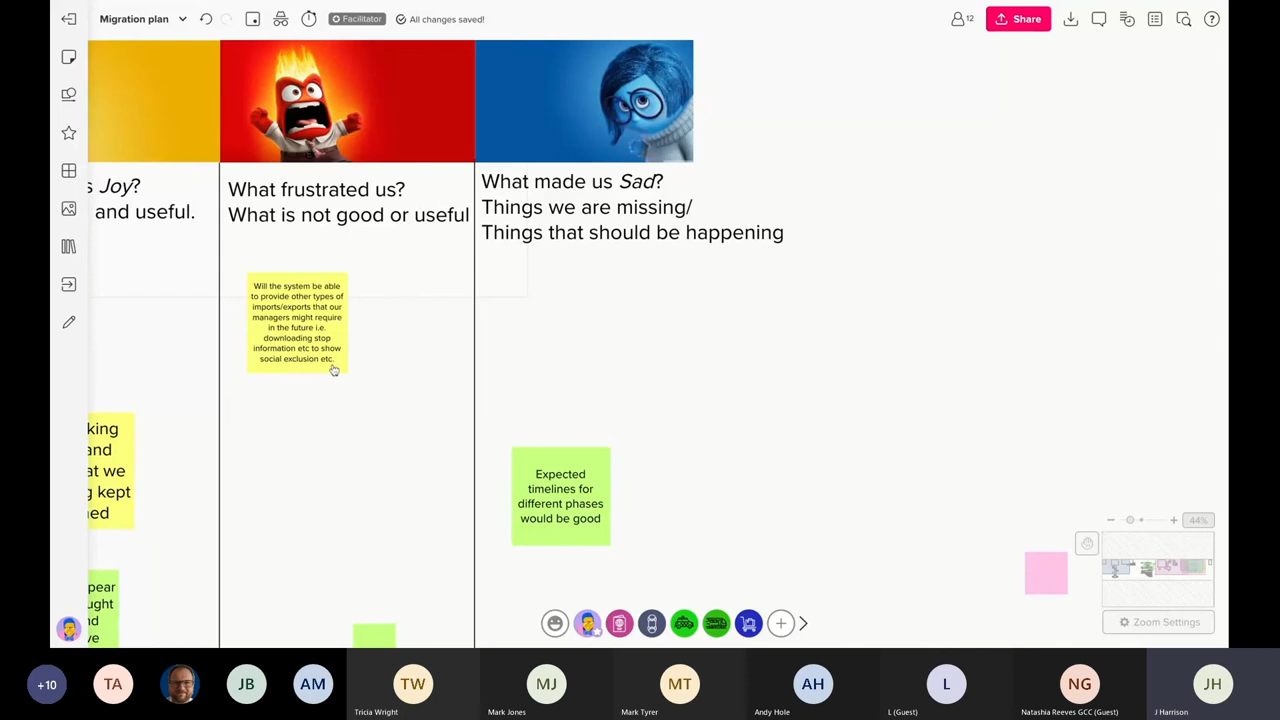 Migration plan
Facilitator
All changes saved!
12
Share
s Joy?
and useful.
What frustrated us?
What is not good or useful
What made us Sad?
Things we are missing/
Things that should be happening
Will the system be able
to provide other types of
imports/exports that our
managers might require
in the future i.e.
downloading stop
information etc to show
social exclusion etc.
king
and
at we
g kept
ned
Expected
timelines for
different phases
would be good
pear
ught
nd
ve
44%
Zoom Settings
+10
TA
JB
AM
TW
Tricia Wright
MJ
Mark Jones
MT
Mark Tyrer
AH
Andy Hole
L
L (Guest)
NG
Natashia Reeves GCC (Guest)
JH
J Harrison